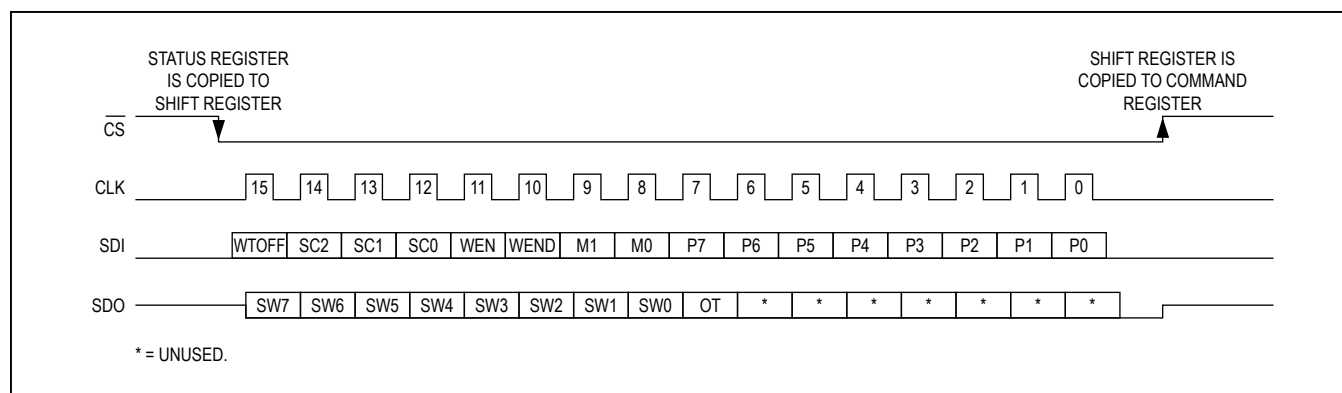 STATUS REGISTER
IS COPIED TO
SHIFT REGISTER
SHIFT REGISTER IS
COPIED TO COMMAND
REGISTER
CS
CLK 15 14 13 12 11 10 9 8 7 6 5 4 3 2 1 0
SDI WTOFF SC2 SC1 SC0 WEN WEND M1 M0 P7 P6 P5 P4 P3 P2 P1 P0
SDO SW7 SW6 SW5 SW4 SW3 SW2 SW1 SW0 OT * * * * * * *
* = UNUSED.